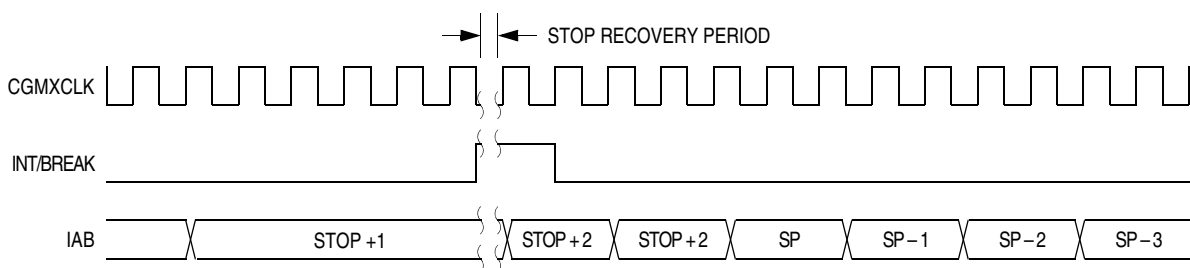 STOP RECOVERY PERIOD
CGMXCLK
INT/BREAK
IAB STOP +1 STOP + 2 STOP + 2 SP SP – 1 SP – 2 SP – 3